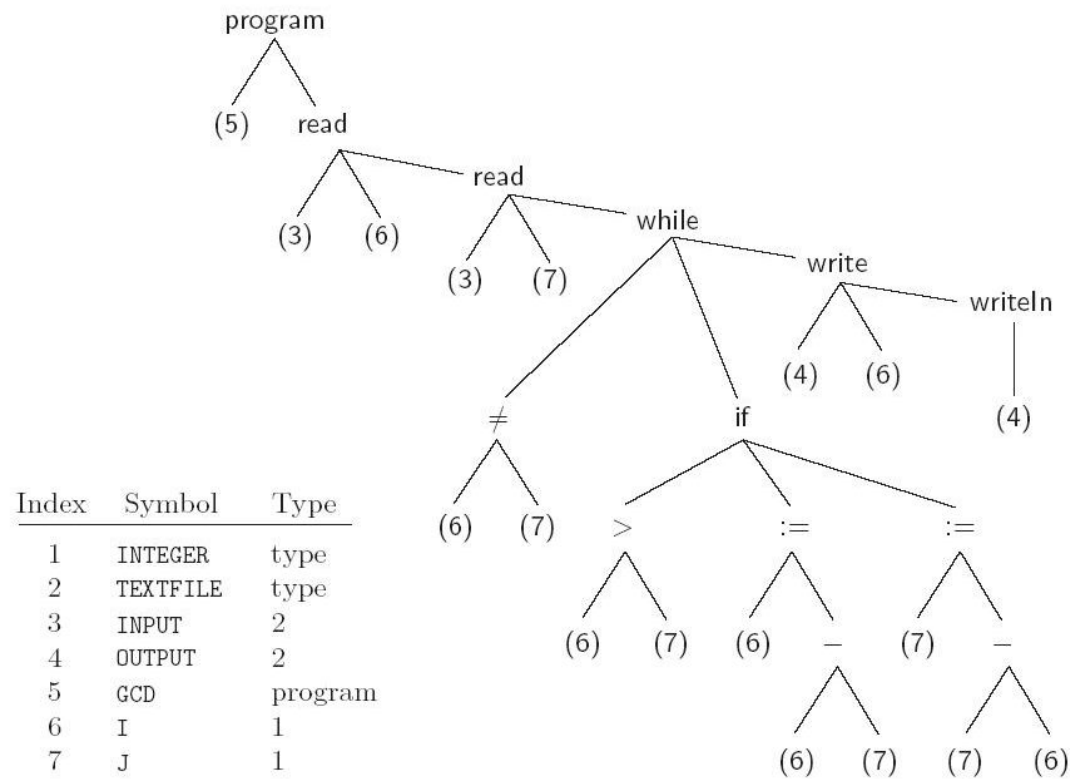 program
(5) read
read
(3) (6)
while
(3) (7)
write
writeln
(4) (6)
≠ if (4)
Index Symbol Type
(6) (7) > := :=
1 INTEGER type
2 TEXTFILE type
3 INPUT 2
(6) (7) (6) − (7) −
4 OUTPUT 2
5 GCD program
6 I 1
7 J 1
(6) (7) (7) (6)